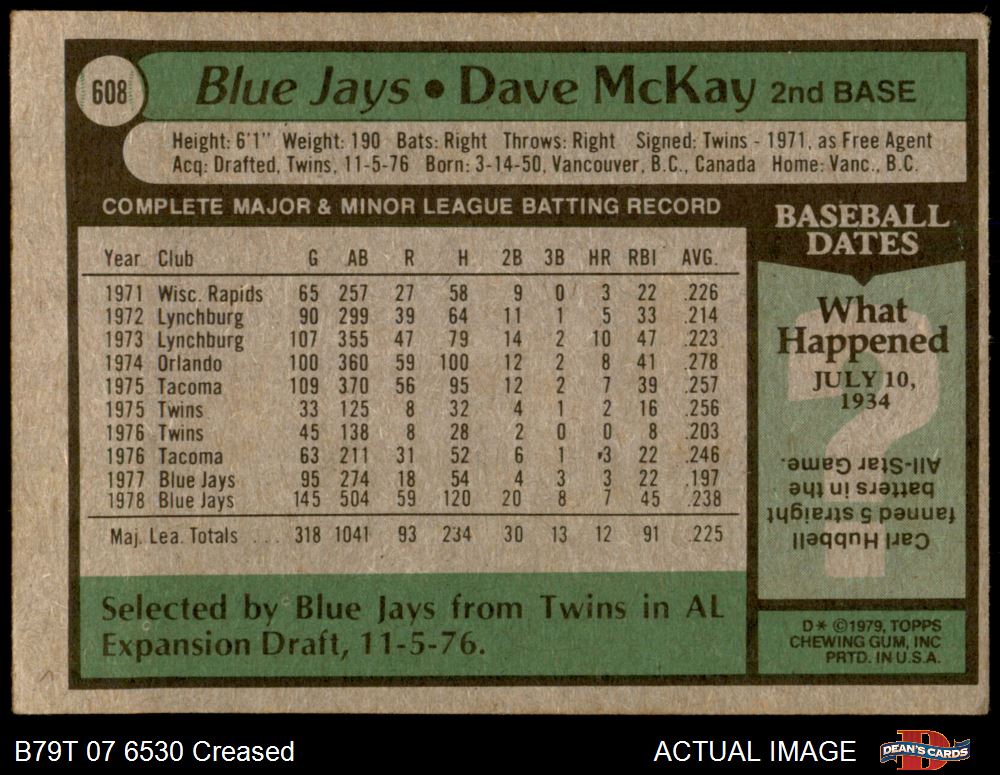 608
Blue Jays • Dave McKay 2nd BASE
Height: 6'1" Weight: 190 Bats: Right Throws: Right Signed: Twins - 1971, as Free Agent
Acq: Drafted, Twins, 11-5-76 Born: 3-14-50, Vancouver, B.C., Canada Home: Vanc., B.C.
COMPLETE MAJOR & MINOR LEAGUE BATTING RECORD
Year Club G AB R H 2B 3B HR RBI AVG.
1971 Wisc. Rapids 65 257 27 58 9 0 3 22 .226
1972 Lynchburg 90 299 39 64 11 1 5 33 .214
1973 Lynchburg 107 355 47 79 14 2 10 47 .223
1974 Orlando 100 360 59 100 12 2 8 41 .278
1975 Tacoma 109 370 56 95 12 2 7 39 .257
1975 Twins 33 125 8 32 4 1 2 16 .256
1976 Twins 45 138 8 28 2 0 0 8 .203
1976 Tacoma 63 211 31 52 6 1 3 22 .246
1977 Blue Jays 95 274 18 54 4 3 3 22 .197
1978 Blue Jays 145 504 59 120 20 8 7 45 .238
Maj. Lea. Totals ... 318 1041 93 234 30 13 12 91 .225
Selected by Blue Jays from Twins in AL
Expansion Draft, 11-5-76.
BASEBALL
DATES
What
Happened
JULY 10,
1934
?
Carl Hubbell
fanned 5 straight
batters in the
All-Star Game.
D* ©1979, TOPPS
CHEWING GUM, INC
PRTD. IN U.S.A.
B79T 07 6530 Creased
ACTUAL IMAGE
D
DEAN'S CARDS